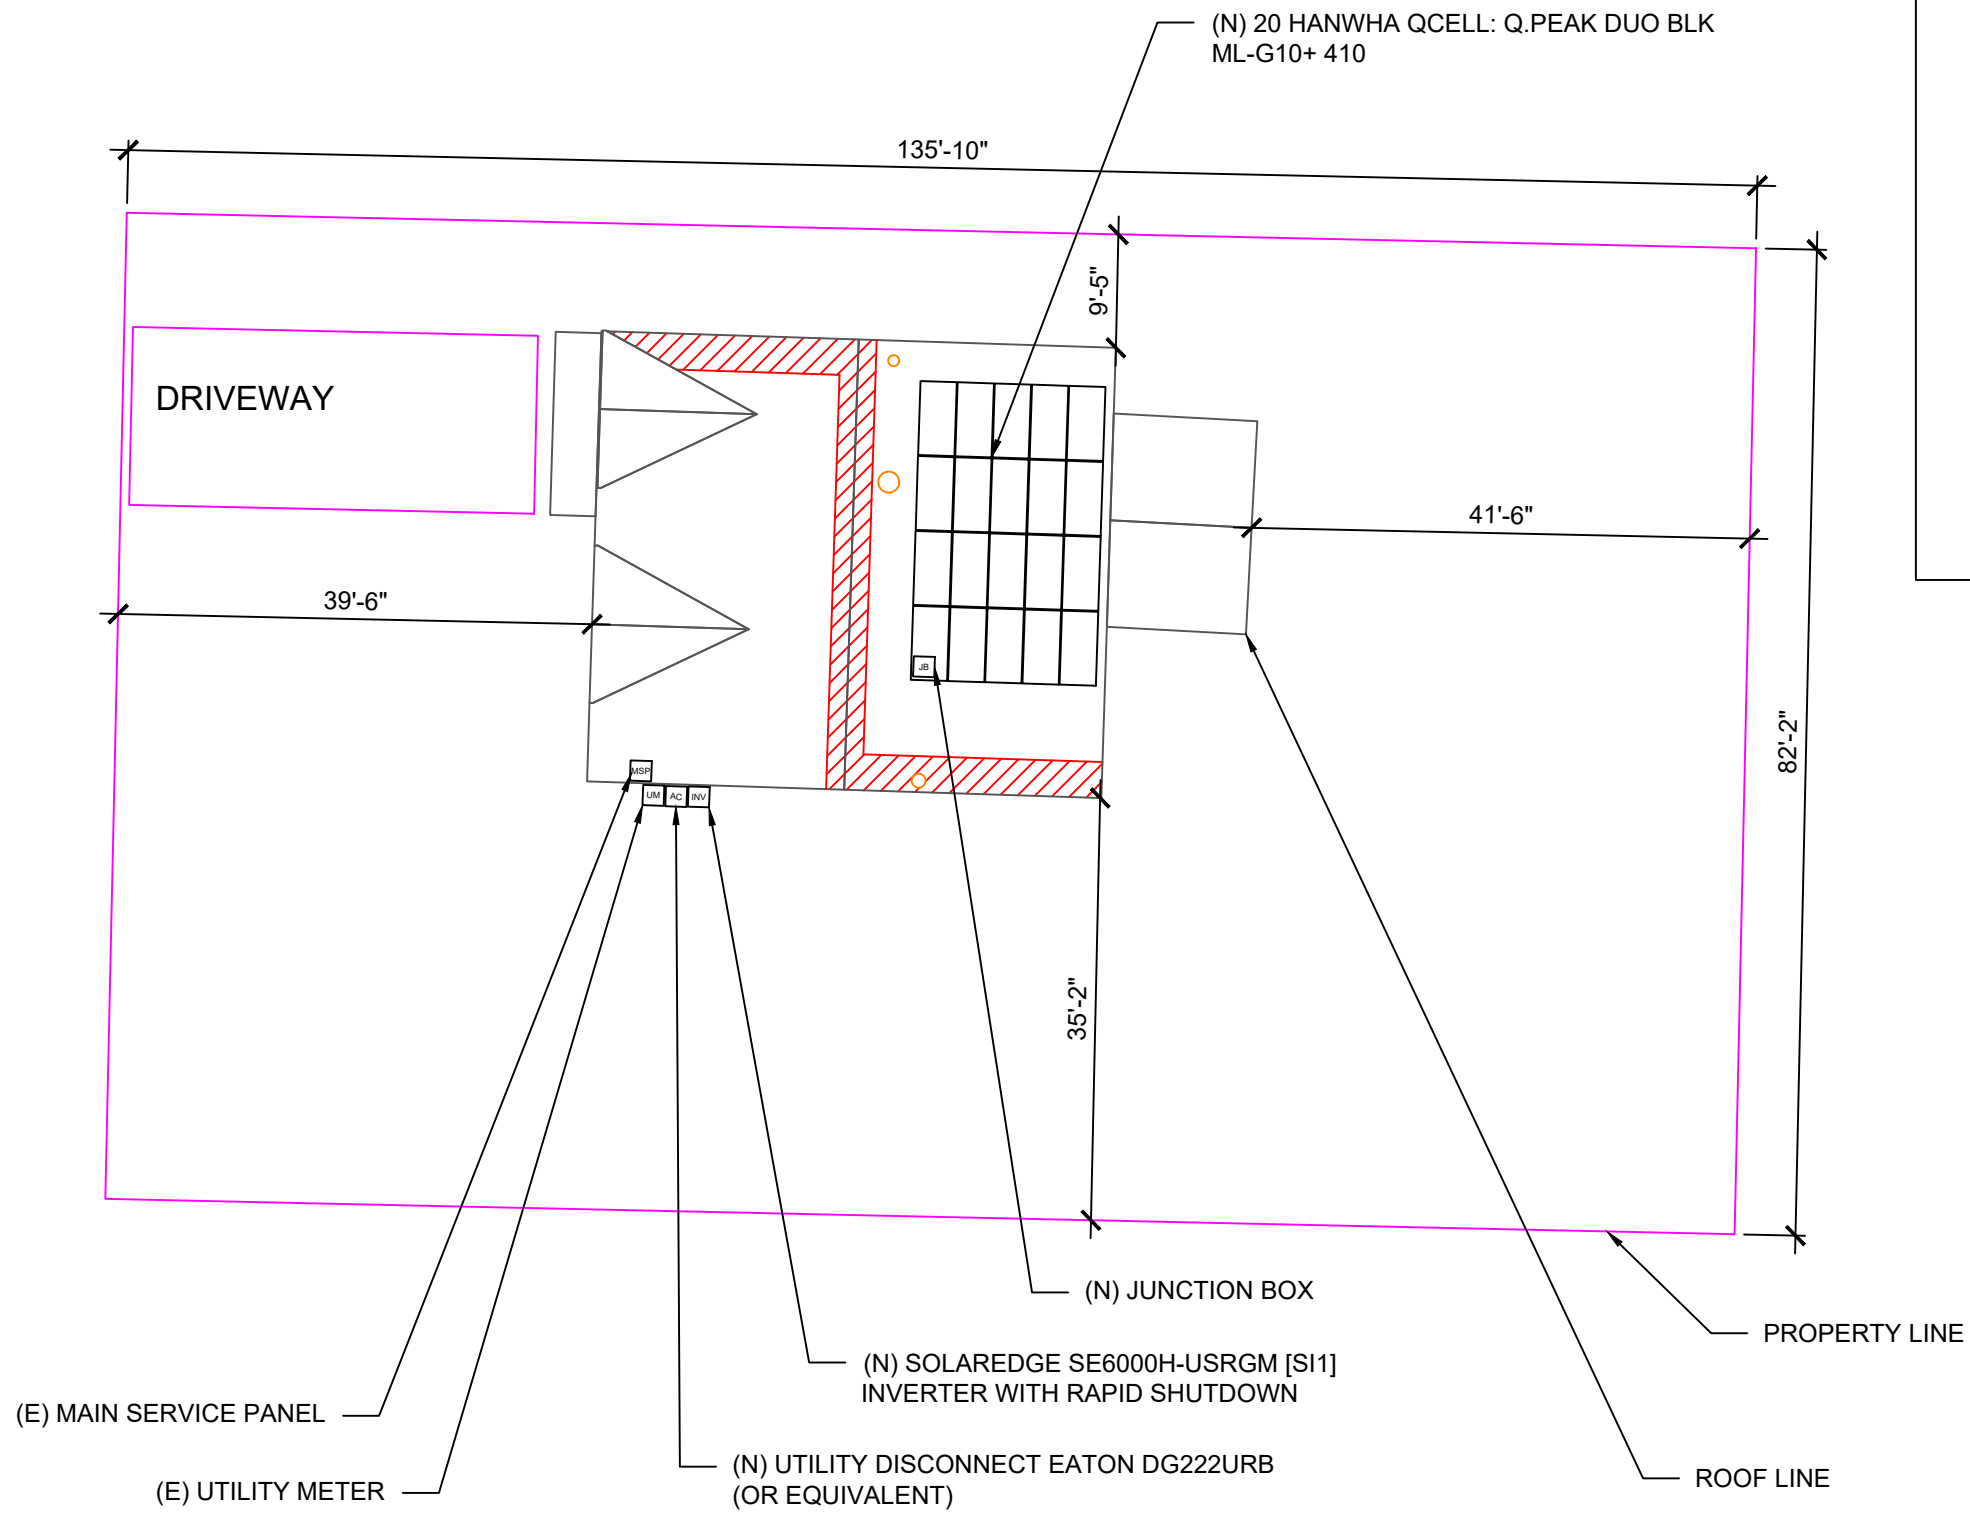 (N) 20 HANWHA QCELL: Q.PEAK DUO BLK
ML-G10+ 410
135'-10"
9'-5"
DRIVEWAY
41'-6"
39'-6"
JB
82'-2"
MSP
UM
AC
INV
35'-2"
(N) JUNCTION BOX
PROPERTY LINE
(N) SOLAREDGE SE6000H-USRGM [SI1]
INVERTER WITH RAPID SHUTDOWN
(E) MAIN SERVICE PANEL
(N) UTILITY DISCONNECT EATON DG222URB
(OR EQUIVALENT)
ROOF LINE
(E) UTILITY METER